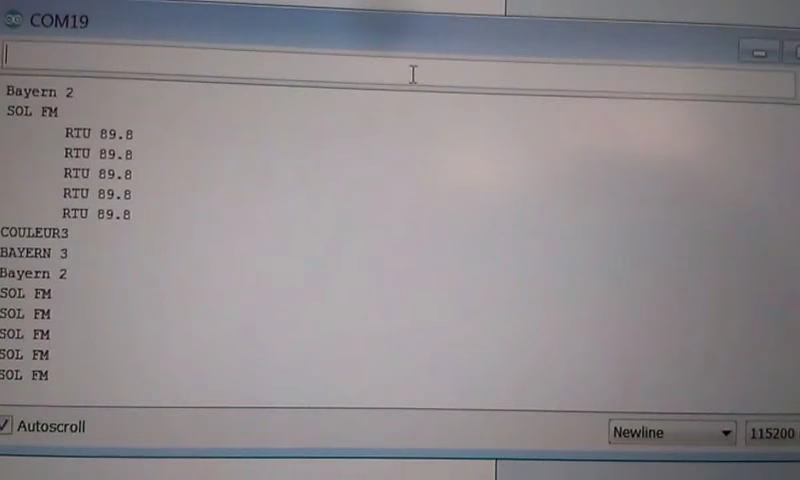 COM19
Bayern 2
SOL FM
RTU 89.8
RTU 89.8
RTU 89.8
RTU 89.8
RTU 89.8
COULEUR3
BAYERN 3
Bayern 2
SOL FM
SOL FM
SOL FM
SOL FM
SOL FM
Autoscroll
Newline
115200